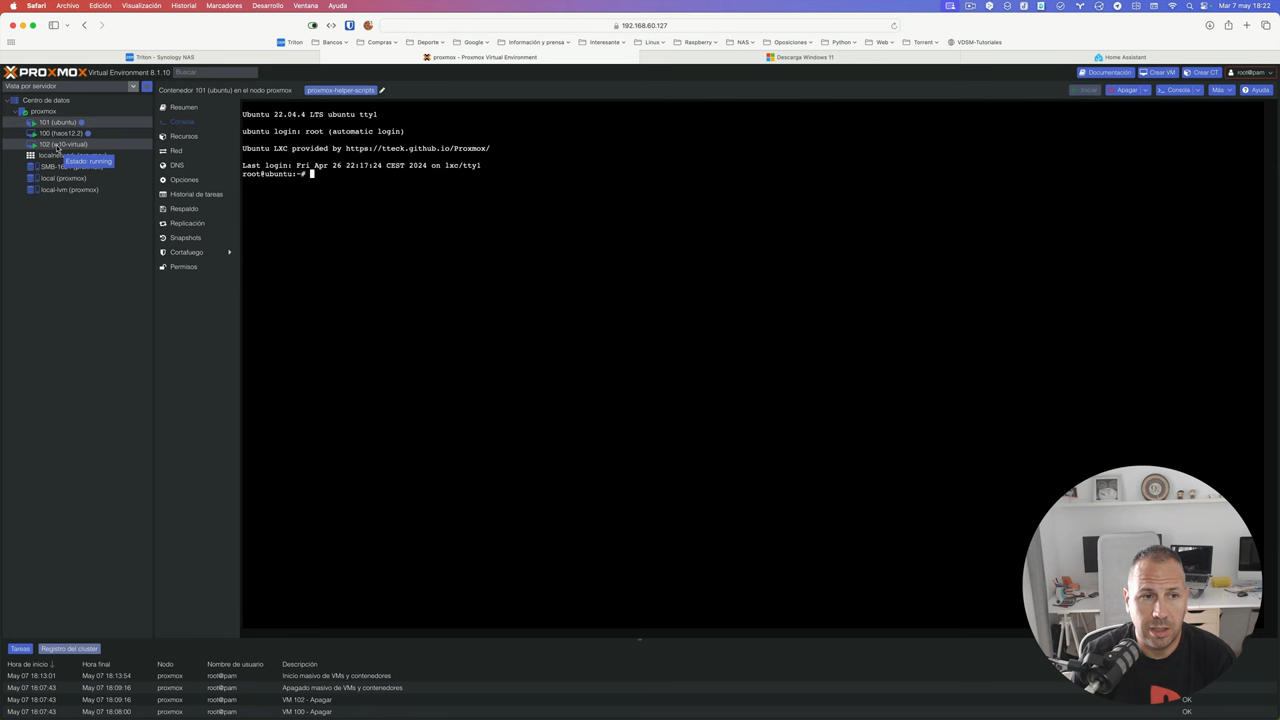 Safari Archivo Edición Visualización Historial Marcadores Desarrollo Ventana Ayuda
Mar 7 may 18:22
192.168.60.127
Triton Bancos Compras Deporte Google Información y prensa Interesante Linux Raspberry NAS Oposiciones Python Web Torrent VDSM-Tutoriales
Triton - Synology NAS
proxmox - Proxmox Virtual Environment
Descarga Windows 11
Home Assistant
PROXMOX Virtual Environment 8.1.10 Buscar
Documentación Crear VM Crear CT root@pam
Vista por servidor
Contenedor 101 (ubuntu) en el nodo proxmox proxmox-helper-scripts
Iniciar Apagar Consola Más Ayuda
Centro de datos
proxmox
101 (ubuntu)
100 (haos12.2)
102 (w10-virtual)
Estado: running
local (proxmox)
local-lvm (proxmox)
Resumen
Consola
Recursos
Red
DNS
Opciones
Historial de tareas
Respaldo
Replicación
Snapshots
Cortafuego
Permisos
Ubuntu 22.04.4 LTS ubuntu tty1
ubuntu login: root (automatic login)
Ubuntu LXC provided by https://tteck.github.io/Proxmox/
Last login: Fri Apr 26 22:17:24 CEST 2024 on lxc/tty1
root@ubuntu:~#
Tareas Registro del cluster
Hora de inicio Hora final Nodo Nombre de usuario Descripción
May 07 18:13:01 May 07 18:13:54 proxmox root@pam Inicio masivo de VMs y contenedores
May 07 18:07:43 May 07 18:09:16 proxmox root@pam Apagado masivo de VMs y contenedores
May 07 18:07:43 May 07 18:09:16 proxmox root@pam VM 102 - Apagar OK
May 07 18:07:43 May 07 18:08:00 proxmox root@pam VM 100 - Apagar OK